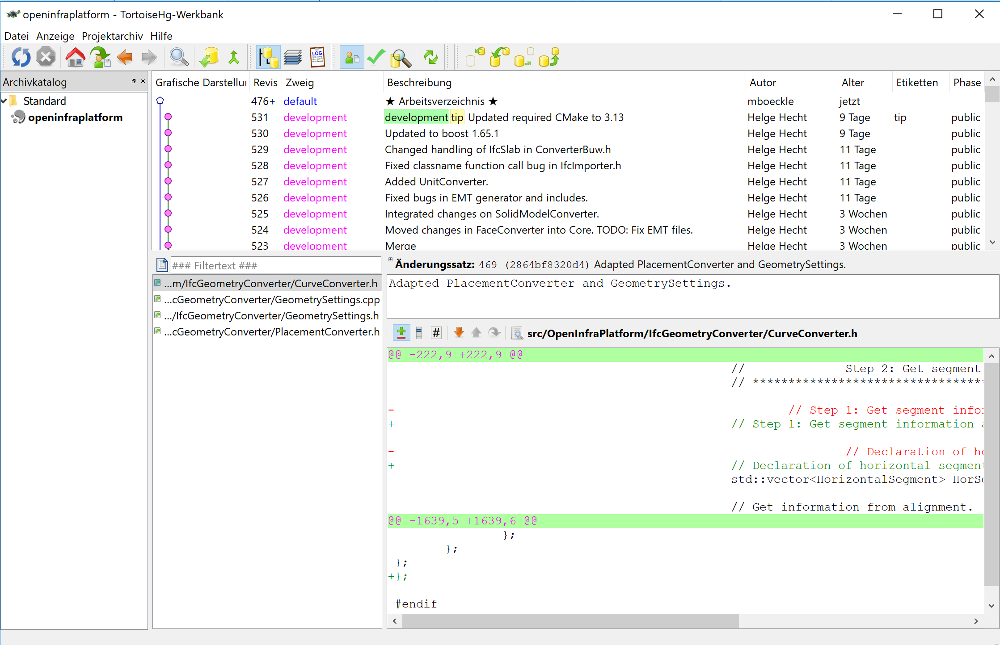 openinfraplatform - TortoiseHg-Werkbank
Datei Anzeige Projektarchiv Hilfe
LOG
Archivkatalog
Standard
openinfraplatform
Grafische Darstellun Revis Zweig Beschreibung Autor Alter Etiketten Phase
476+ default ★ Arbeitsverzeichnis ★ mboeckle jetzt
531 development development tip Updated required CMake to 3.13 Helge Hecht 9 Tage tip public
530 development Updated to boost 1.65.1 Helge Hecht 9 Tage public
529 development Changed handling of IfcSlab in ConverterBuw.h Helge Hecht 11 Tage public
528 development Fixed classname function call bug in IfcImporter.h Helge Hecht 11 Tage public
527 development Added UnitConverter. Helge Hecht 11 Tage public
526 development Fixed bugs in EMT generator and includes. Helge Hecht 11 Tage public
525 development Integrated changes on SolidModelConverter. Helge Hecht 3 Wochen public
524 development Moved changes in FaceConverter into Core. TODO: Fix EMT files. Helge Hecht 3 Wochen public
523 development Merge Helge Hecht 3 Wochen public
### Filtertext ###
...m/IfcGeometryConverter/CurveConverter.h
...cGeometryConverter/GeometrySettings.cpp
.../IfcGeometryConverter/GeometrySettings.h
...cGeometryConverter/PlacementConverter.h
Änderungssatz: 469 (2864bf8320d4) Adapted PlacementConverter and GeometrySettings.
Adapted PlacementConverter and GeometrySettings.
# src/OpenInfraPlatform/IfcGeometryConverter/CurveConverter.h
@@ -222,9 +222,9 @@
// Step 2: Get segment
// ********************************
- // Step 1: Get segment info
+ // Step 1: Get segment information a
- // Declaration of ho
+ // Declaration of horizontal segment
std::vector<HorizontalSegment> HorSe
// Get information from alignment.
@@ -1639,5 +1639,6 @@
};
};
};
+};
#endif